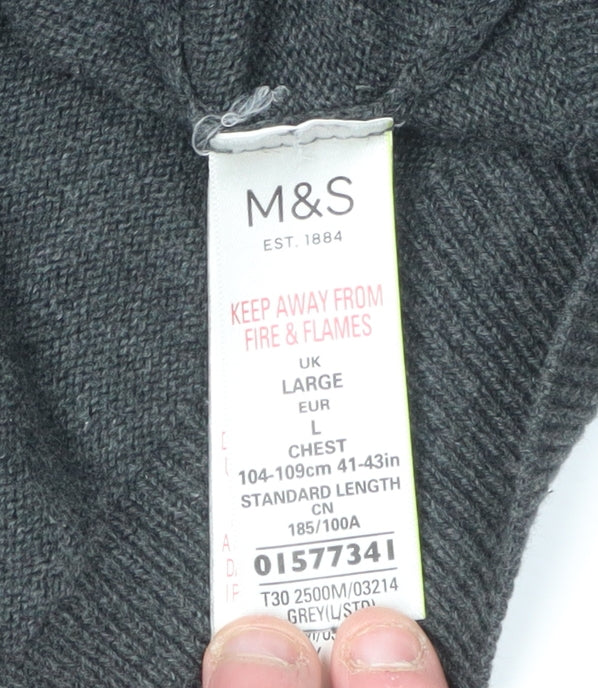 M&S
EST. 1884
KEEP AWAY FROM
FIRE & FLAMES
UK
LARGE
EUR
L
CHEST
104-109cm 41-43in
STANDARD LENGTH
CN
185/100A
01577341
T30 2500M/03214
GREY(L/STD)